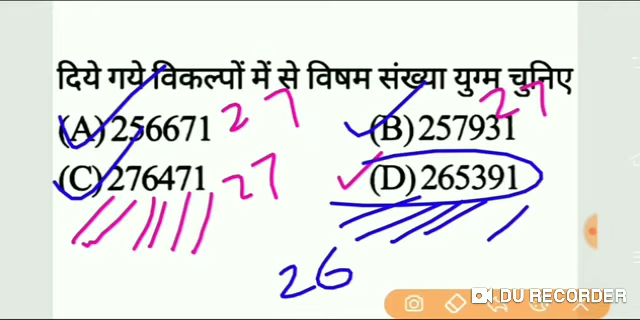 दिये गये विकल्पों में से विषम संख्या युग्म चुनिए
(A) 256671 27 (B) 257931 27
(C) 276471 27 (D) 265391
26
DU RECORDER